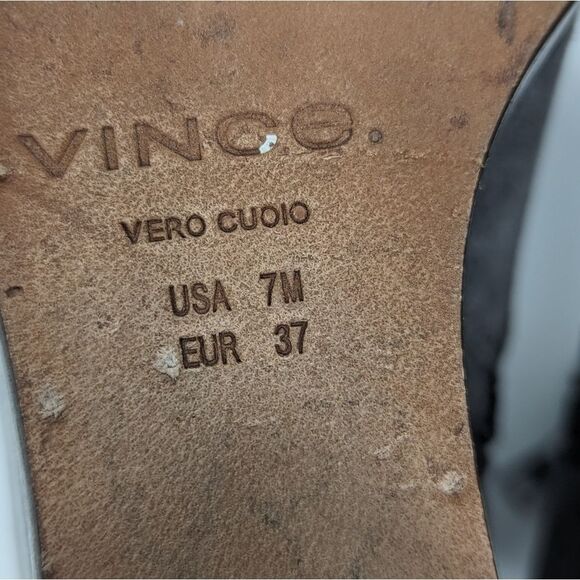 VINCE.
VERO CUOIO
USA 7M
EUR 37